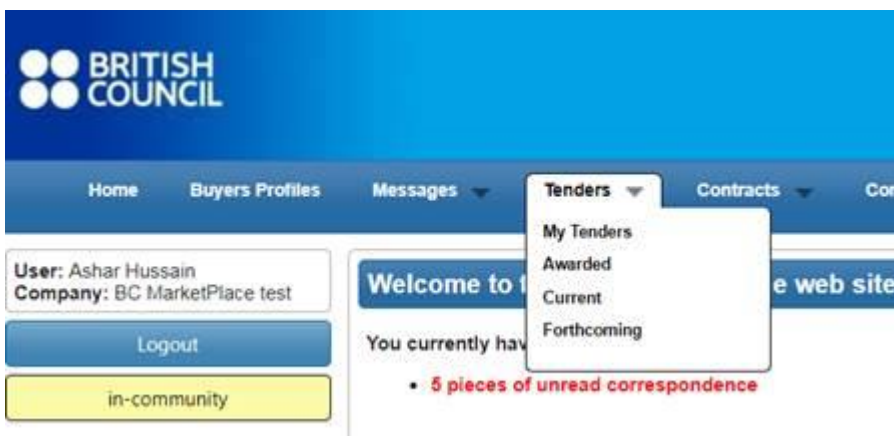 BRITISH
COUNCIL
Home Buyers Profiles Messages Tenders Contracts
My Tenders
Awarded
Current
Forthcoming
User: Ashar Hussain
Company: BC MarketPlace test
Logout
in-community
Welcome to e web site
You currently hav
• 5 pieces of unread correspondence